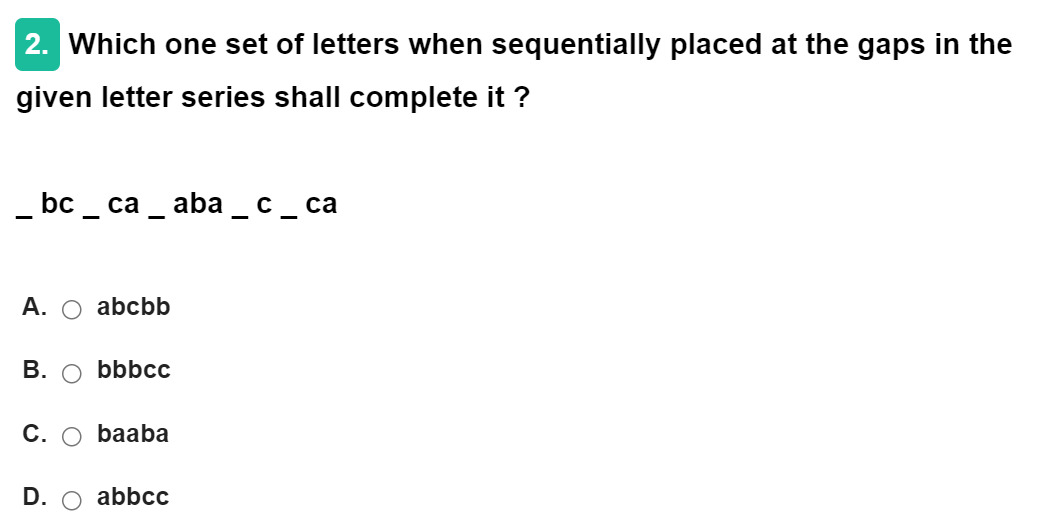 2. Which one set of letters when sequentially placed at the gaps in the
given letter series shall complete it ?
_ bc _ ca _ aba _ c _ ca
A. abcbb
B. bbbcc
C. baaba
D. abbcc